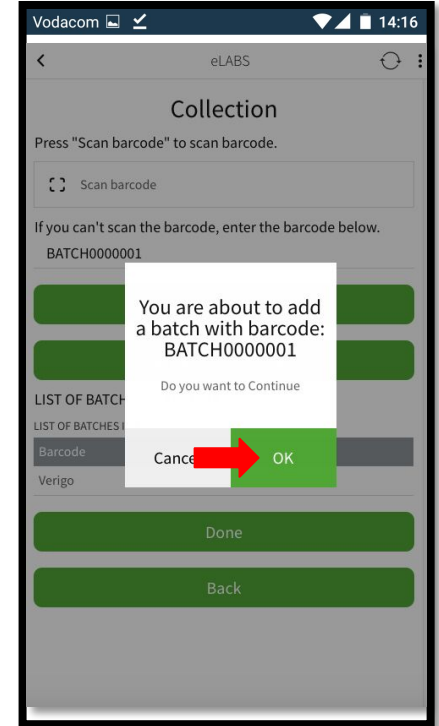 Vodacom 14:16
eLABS
Collection
Press "Scan barcode" to scan barcode.
Scan barcode
If you can't scan the barcode, enter the barcode below.
BATCH0000001
You are about to add
a batch with barcode:
BATCH0000001
Do you want to Continue
LIST OF BATCH
LIST OF BATCHES I
Barcode
Cance OK
Verigo
Done
Back